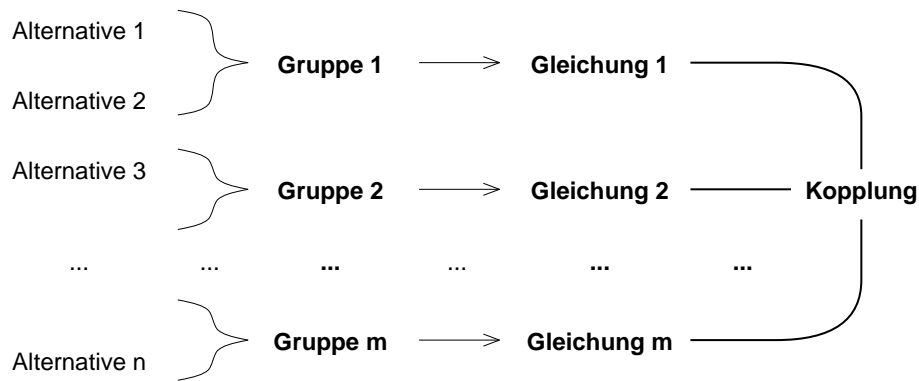 Alternative 1
Gruppe 1 Gleichung 1
Alternative 2
Alternative 3
Gruppe 2 Gleichung 2 Kopplung
... ... ... ... ... ...
Gruppe m Gleichung m
Alternative n